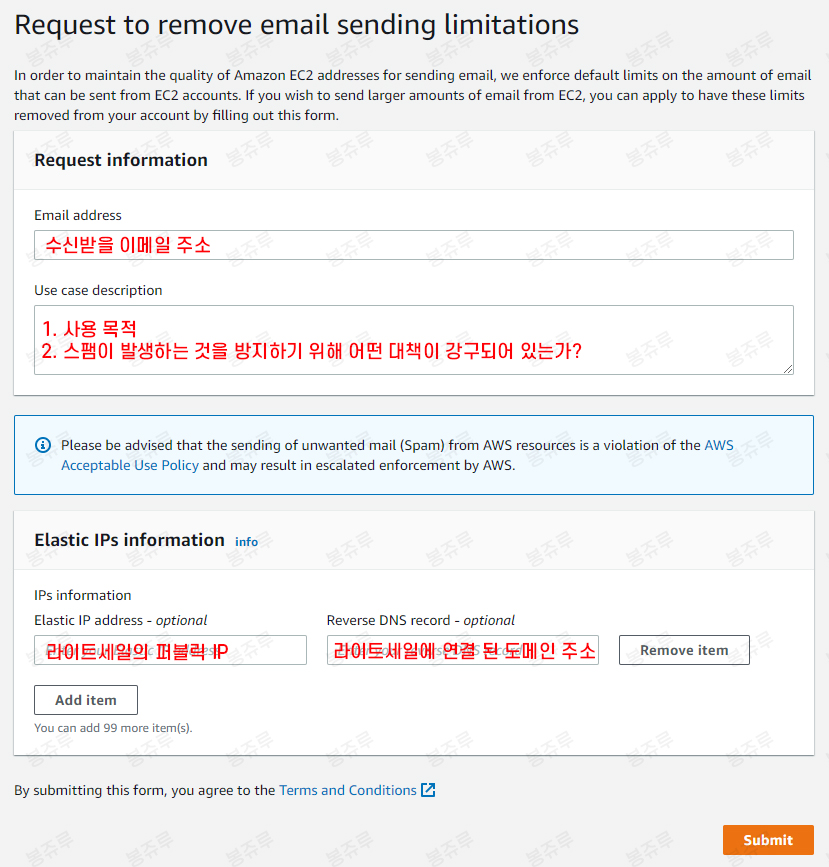 Request to remove email sending limitations
In order to maintain the quality of Amazon EC2 addresses for sending email, we enforce default limits on the amount of email
that can be sent from EC2 accounts. If you wish to send larger amounts of email from EC2, you can apply to have these limits
removed from your account by filling out this form.
Request information
Email address
수신받을 이메일 주소
Use case description
1. 사용 목적
2. 스팸이 발생하는 것을 방지하기 위해 어떤 대책이 강구되어 있는가?
Please be advised that the sending of unwanted mail (Spam) from AWS resources is a violation of the AWS
Acceptable Use Policy and may result in escalated enforcement by AWS.
Elastic IPs information info
IPs information
Elastic IP address - optional Reverse DNS record - optional
라이트세일의 퍼블릭 IP 라이트세일에 연결 된 도메인 주소 Remove item
Add item
You can add 99 more item(s).
By submitting this form, you agree to the Terms and Conditions
Submit
봉쥬루